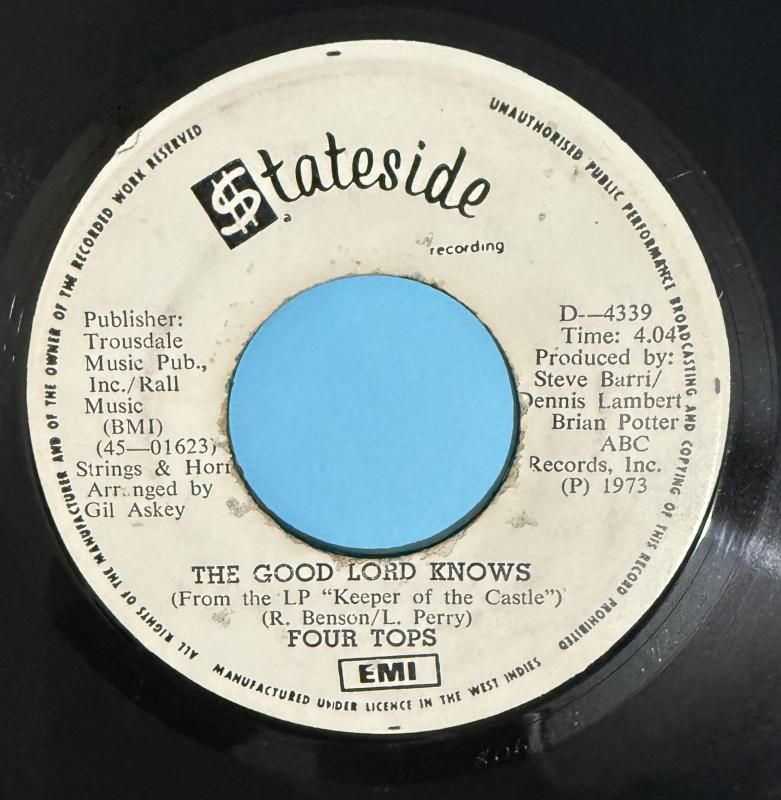 $tateside
a
recording
Publisher:
Trousdale
Music Pub.,
Inc./Rall
Music
(BMI)
(45—01623)
Strings & Horn
Arranged by
Gil Askey
D—4339
Time: 4.04
Produced by:
Steve Barri/
Dennis Lambert
Brian Potter
ABC
Records, Inc.
(P) 1973
THE GOOD LORD KNOWS
(From the LP “Keeper of the Castle”)
(R. Benson/L. Perry)
FOUR TOPS
EMI
ALL RIGHTS OF THE MANUFACTURER AND OF THE OWNER OF THE RECORDED WORK RESERVED
UNAUTHORISED PUBLIC PERFORMANCE BROADCASTING AND COPYING OF THIS RECORD PROHIBITED
MANUFACTURED UNDER LICENCE IN THE WEST INDIES